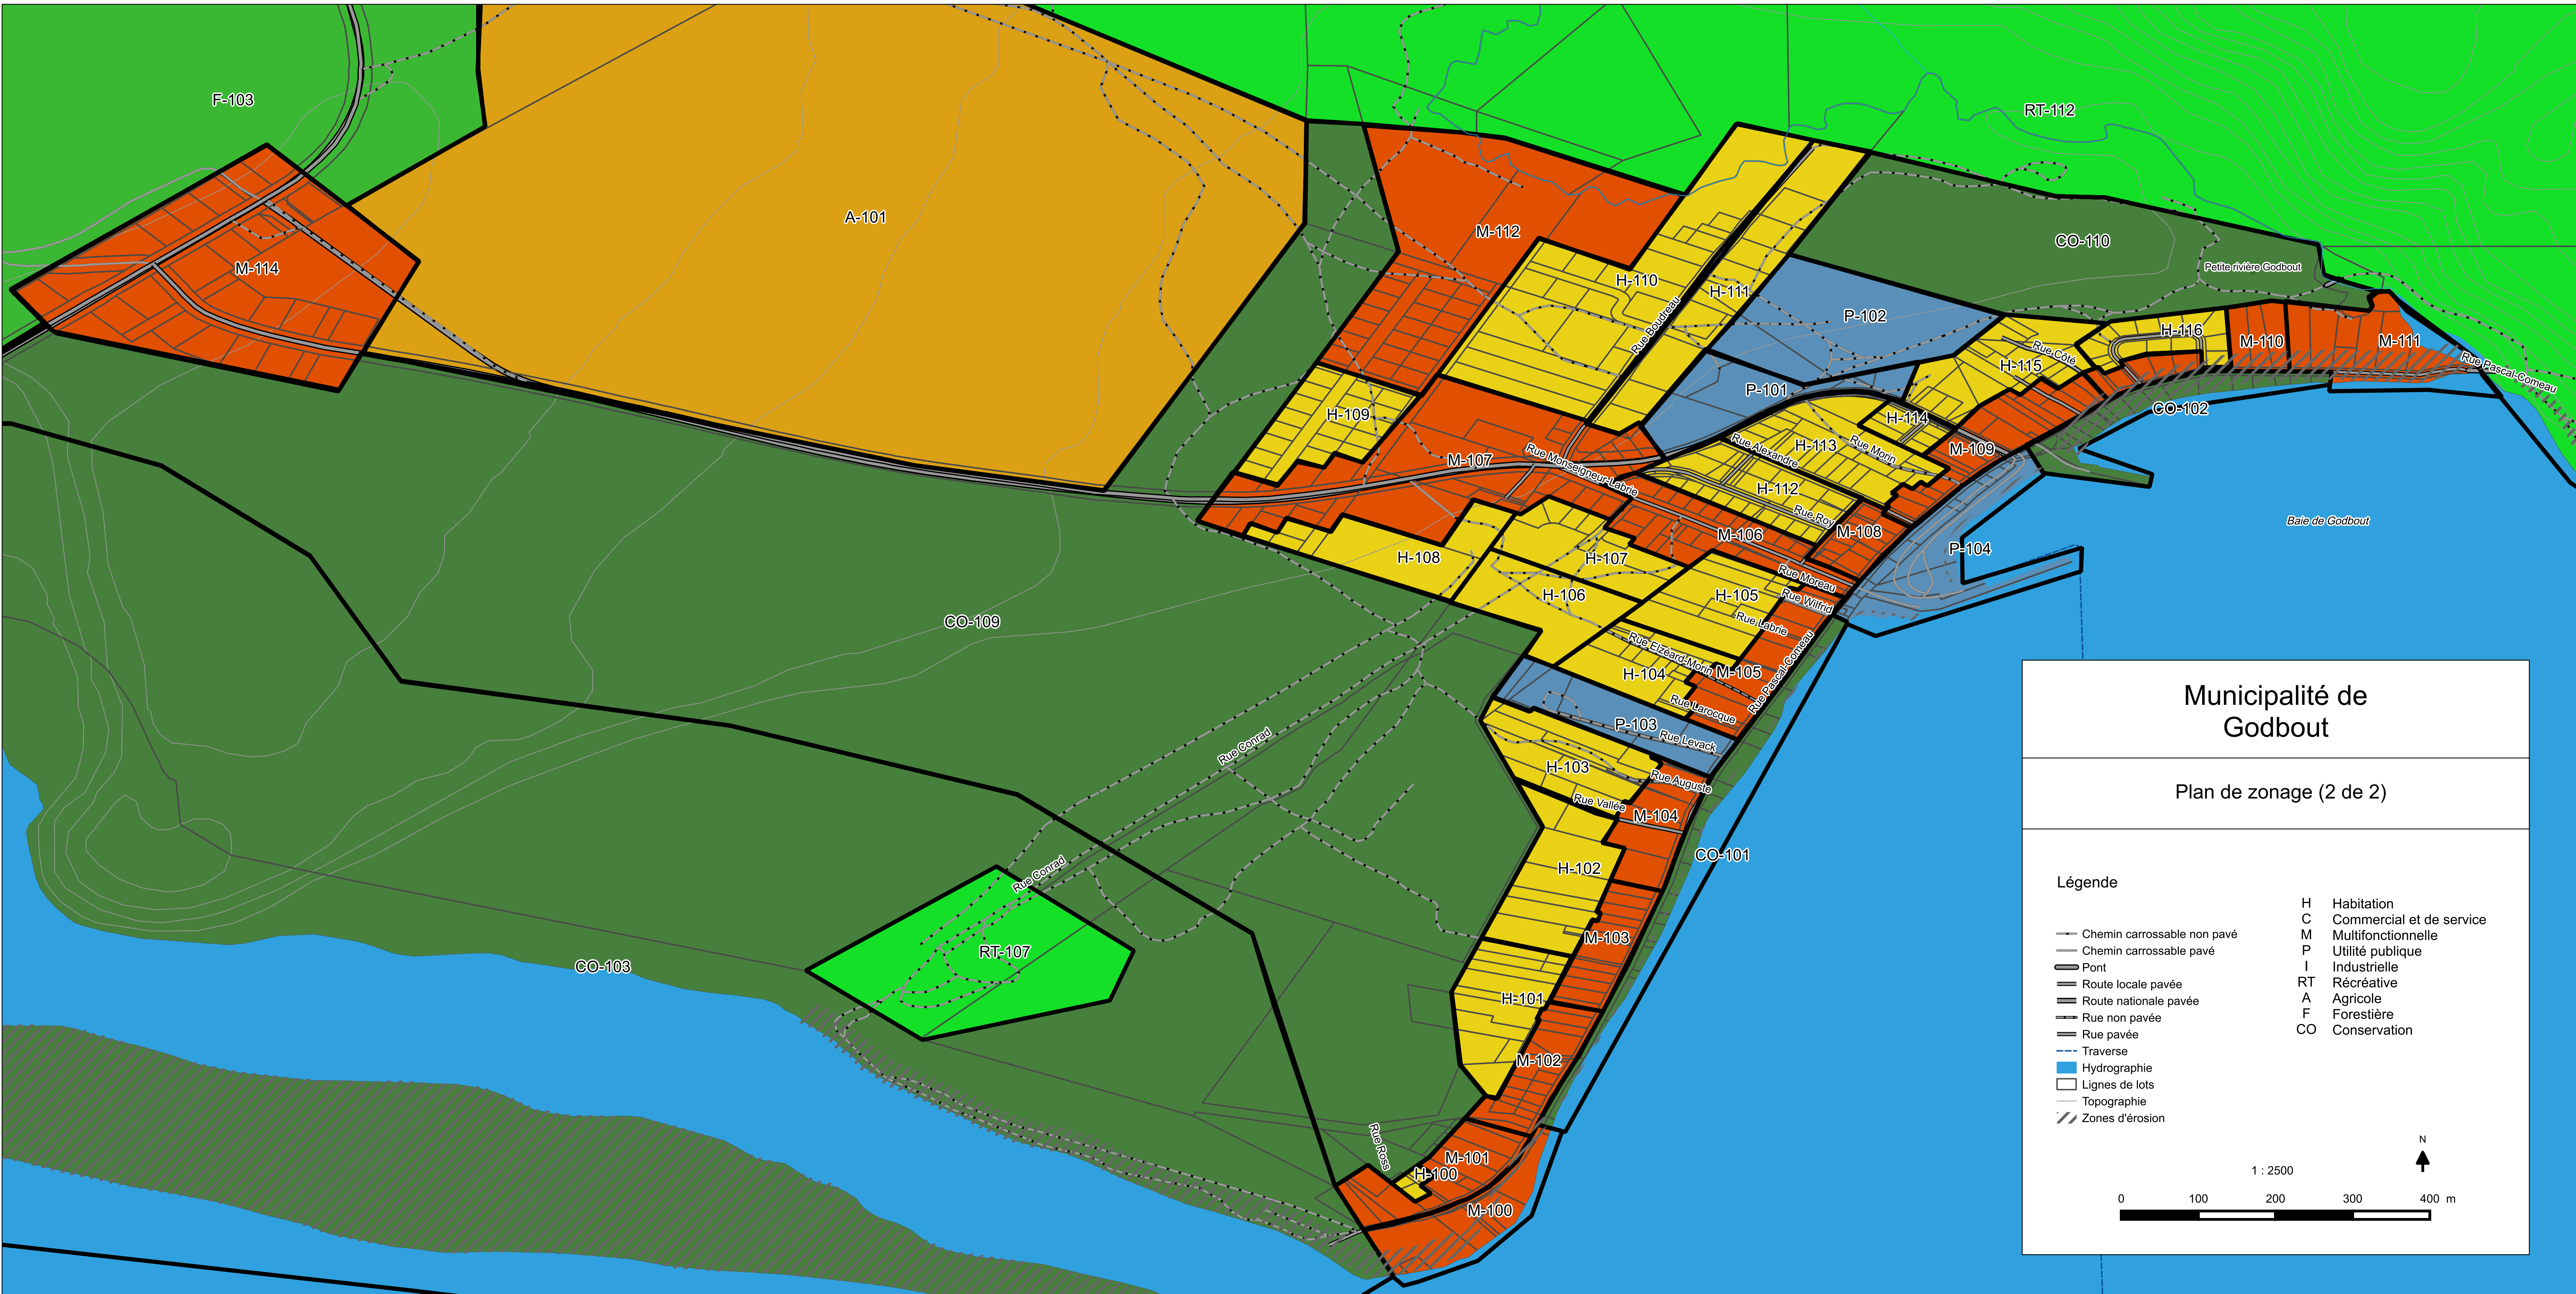 F-103
RT-112
A-101
M-112
CO-110
M-114
Petite rivière Godbout
H-110
H-111
P-102
Rue Boudreau
H-116
M-110
M-111
Rue Côté
H-115
Rue Pascal-Comeau
P-101
CO-102
H-109
H-114
H-113
Rue Morin
M-109
Rue Alexandre
M-107
Rue Monseigneur-Labrie
H-112
Rue Roy
Baie de Godbout
M-106
M-108
P-104
H-108
H-107
Rue Moreau
H-106
H-105
Rue Wilfrid
CO-109
Rue Labrie
Rue Elzéard-Morin
H-104
M-105
Rue Pascal-Comeau
Rue Larocque
P-103
Rue Levack
Rue Conrad
H-103
Rue Auguste
Rue Vallée
M-104
CO-101
H-102
Rue Conrad
M-103
RT-107
CO-103
H-101
M-102
Rue Ross
M-101
H-100
M-100
Municipalité de
Godbout
Plan de zonage (2 de 2)
Légende
Chemin carrossable non pavé
Chemin carrossable pavé
Pont
Route locale pavée
Route nationale pavée
Rue non pavée
Rue pavée
Traverse
Hydrographie
Lignes de lots
Topographie
Zones d'érosion
H Habitation
C Commercial et de service
M Multifonctionnelle
P Utilité publique
I Industrielle
RT Récréative
A Agricole
F Forestière
CO Conservation
N
1 : 2500
0 100 200 300 400 m